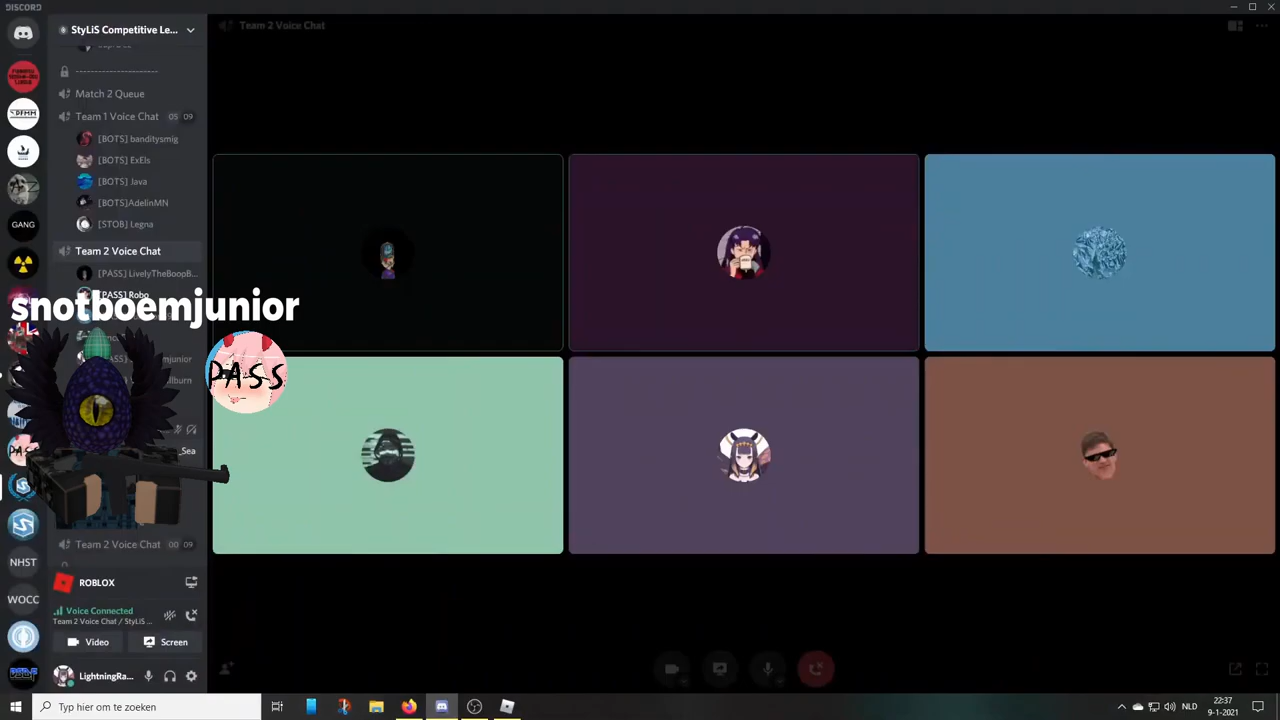 DISCORD
StyLiS Competitive Le...
Team 2 Voice Chat
Match 2 Queue
Team 1 Voice Chat 05 09
[BOTS] banditysmig
[BOTS] ExEls
[BOTS] Java
[BOTS]AdelinMN
[STOB] Legna
GANG
Team 2 Voice Chat
[PASS] LivelyTheBoopB...
[PASS] Robo
snotboemjunior
PASS
Team 2 Voice Chat 00 09
NHST
ROBLOX
WOCC
Voice Connected
Team 2 Voice Chat / StyLiS ...
Video
Screen
LightningRa...
Typ hier om te zoeken
NLD
22:37
9-1-2021